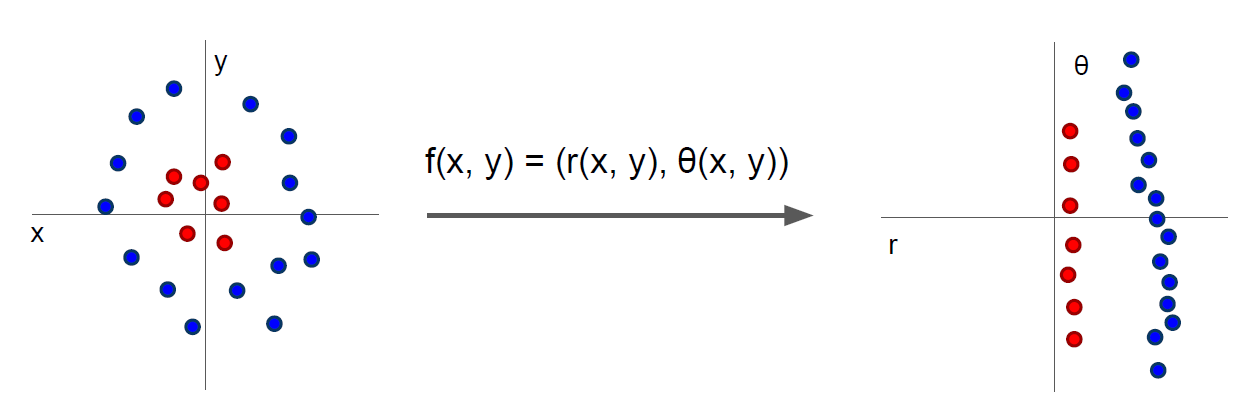 y
x
f(x, y) = (r(x, y), θ(x, y))
θ
r